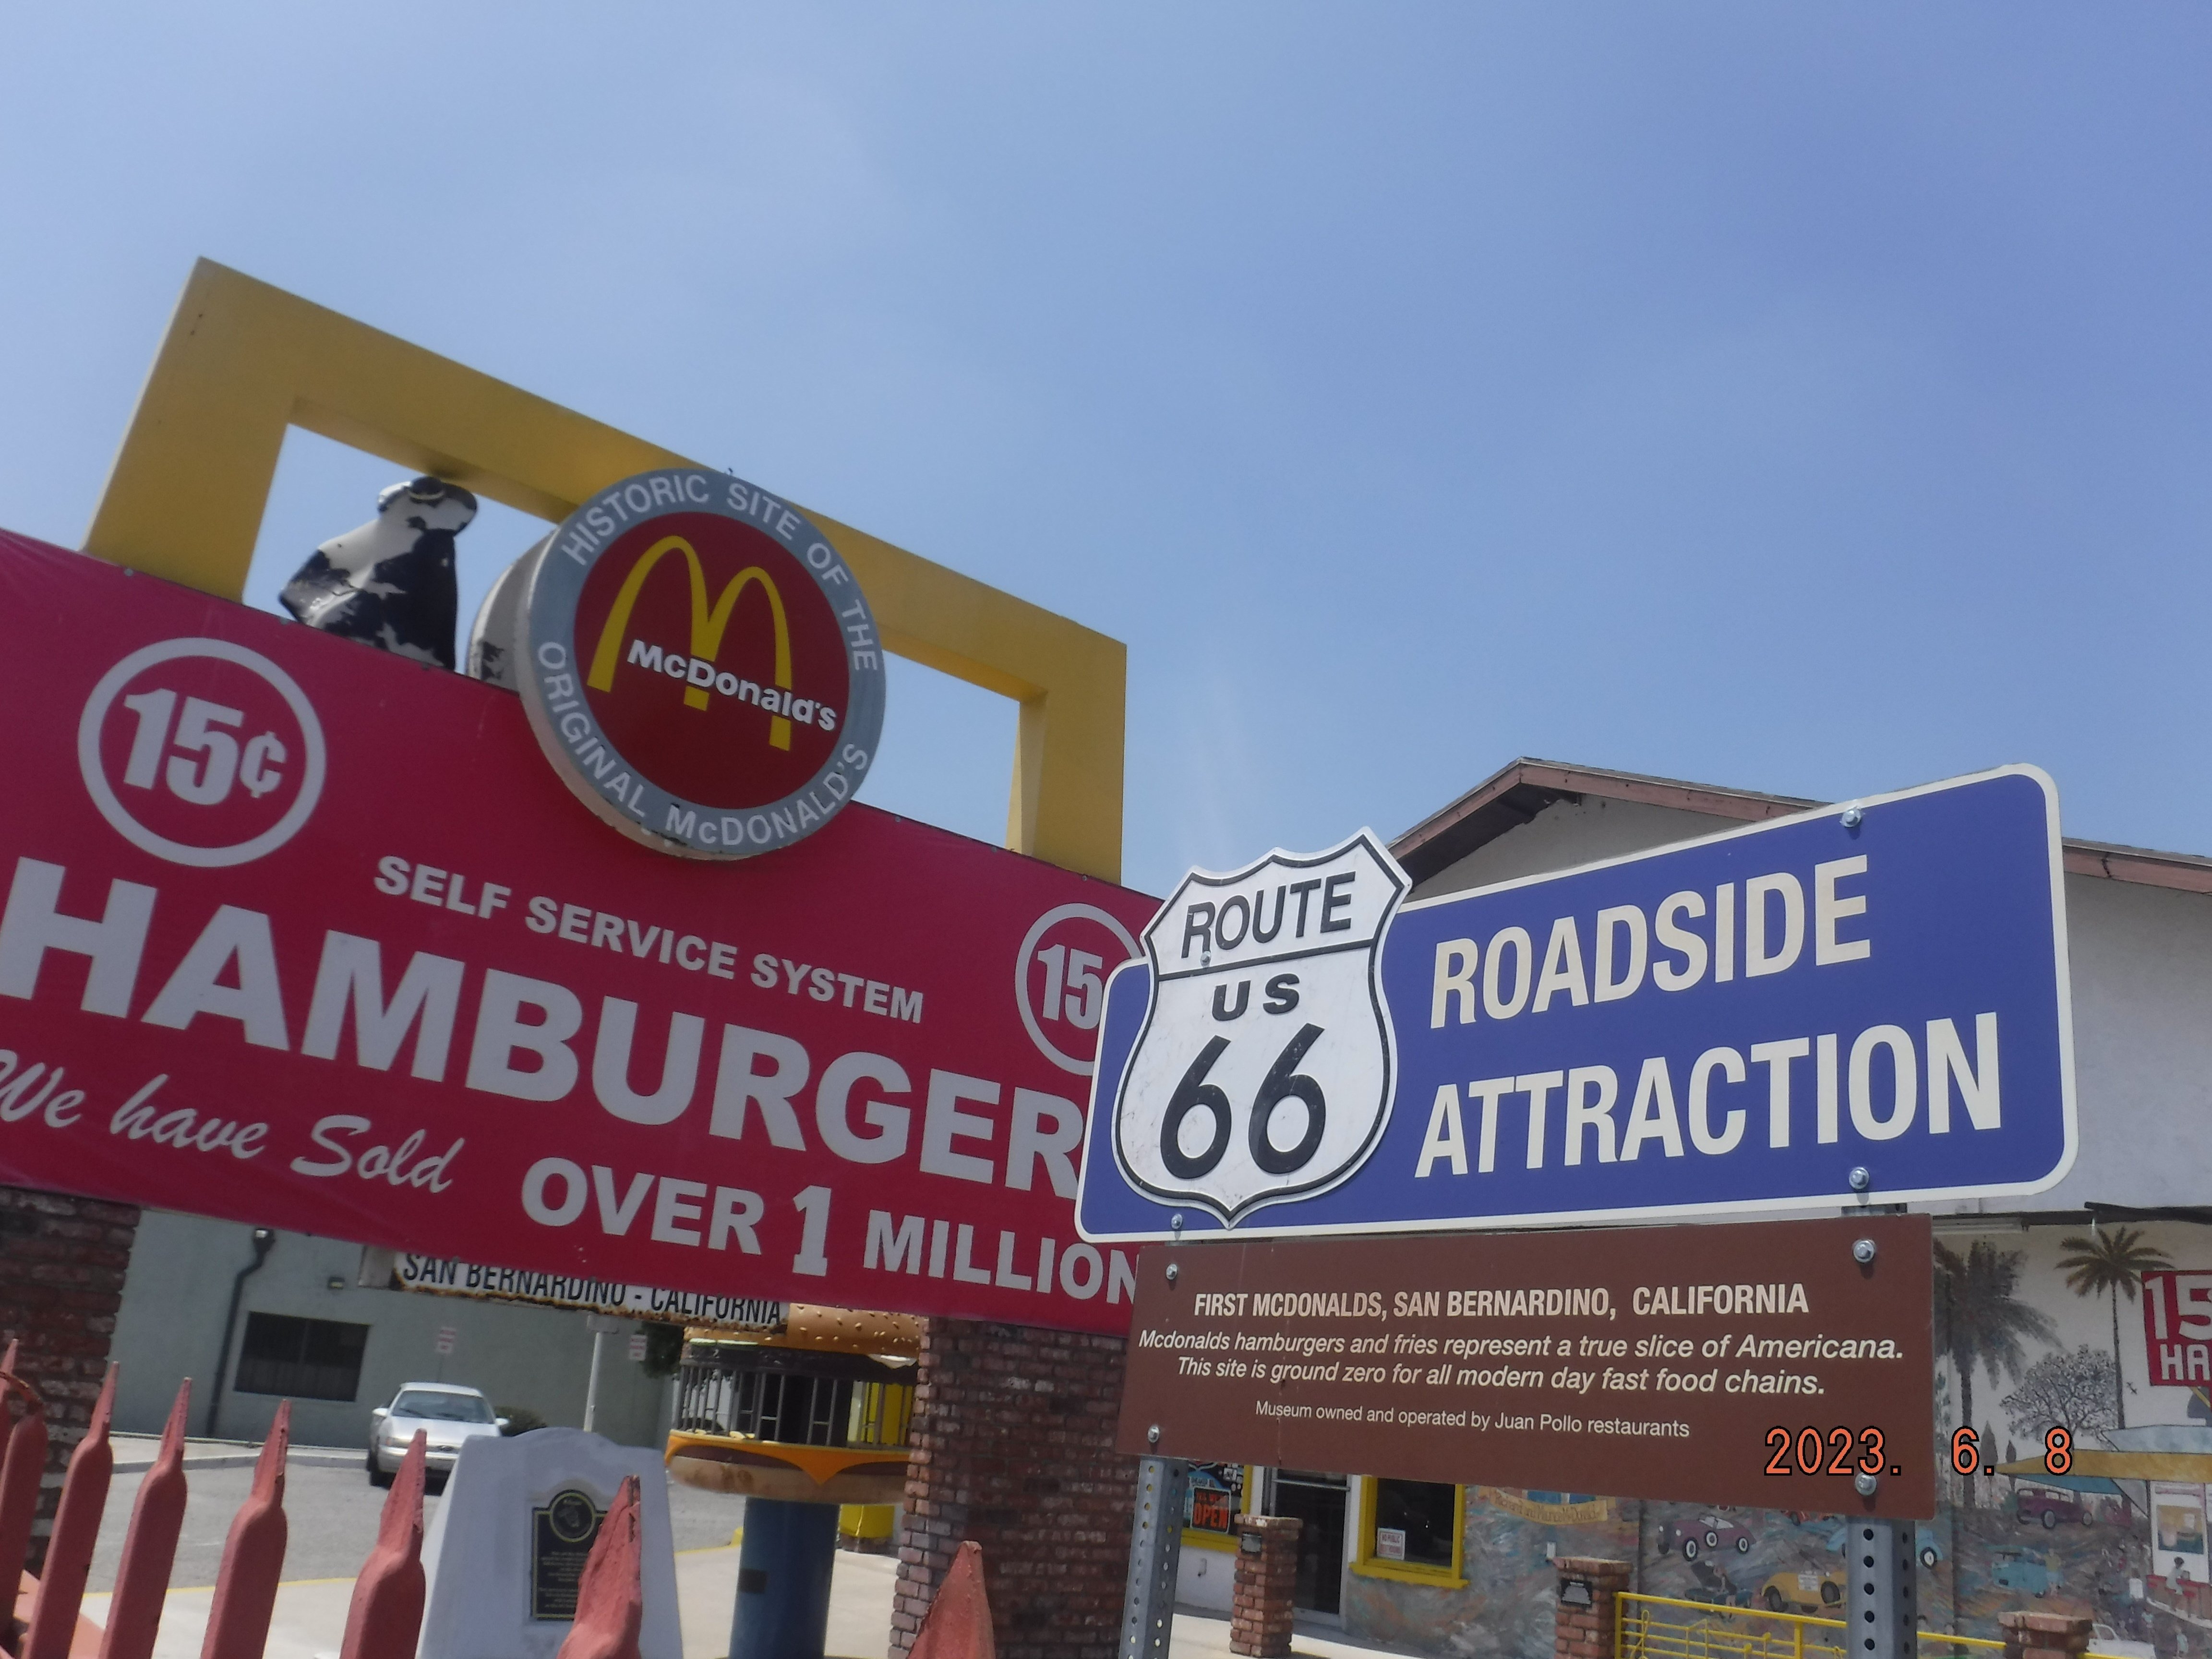 HISTORIC SITE OF THE
McDonald's
ORIGINAL McDONALD'S
15¢
SELF SERVICE SYSTEM
15
HAMBURGER
We have Sold OVER 1 MILLION
SAN BERNARDINO - CALIFORNIA
ROUTE
US
66
ROADSIDE
ATTRACTION
FIRST MCDONALDS, SAN BERNARDINO, CALIFORNIA
Mcdonalds hamburgers and fries represent a true slice of Americana.
This site is ground zero for all modern day fast food chains.
Museum owned and operated by Juan Pollo restaurants
15
HA
OPEN
2023. 6. 8